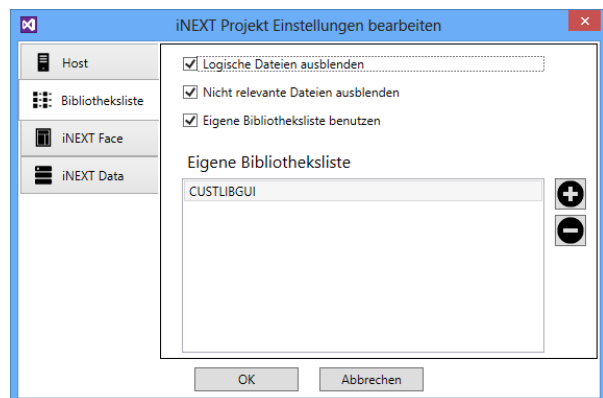 iNEXT Projekt Einstellungen bearbeiten
Host
Bibliotheksliste
iNEXT Face
iNEXT Data
Logische Dateien ausblenden
Nicht relevante Dateien ausblenden
Eigene Bibliotheksliste benutzen
Eigene Bibliotheksliste
CUSTLIBGUI
OK
Abbrechen